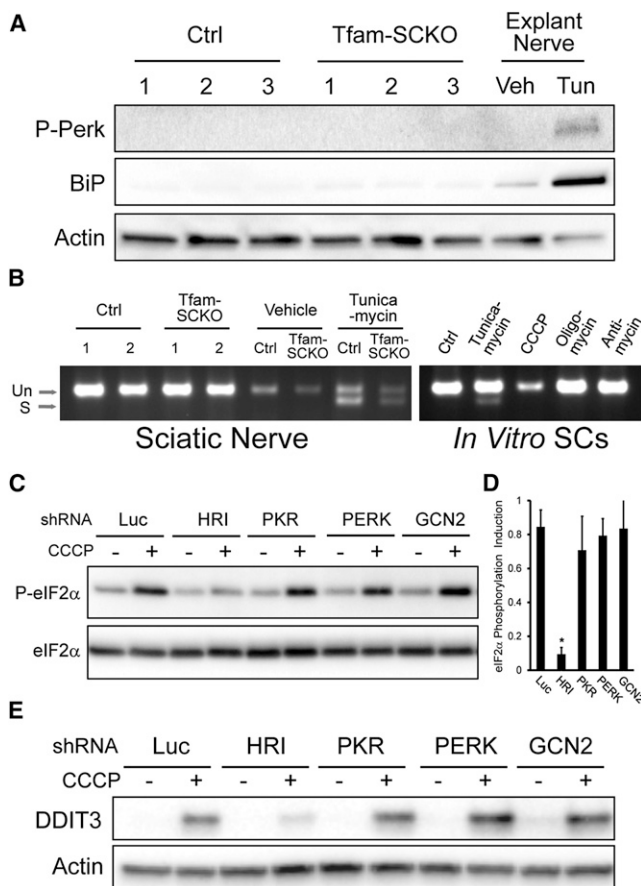 A
Ctrl Tfam-SCKO Explant Nerve
1 2 3 1 2 3 Veh Tun
P-Perk
BiP
Actin
B
Ctrl Tfam-SCKO Vehicle Tunica-mycin
1 2 1 2 Ctrl Tfam-SCKO Ctrl Tfam-SCKO
Ctrl Tunica-mycin CCCP Oligo-mycin Anti-mycin
Un
S
Sciatic Nerve
In Vitro SCs
C
shRNA Luc HRI PKR PERK GCN2
CCCP - + - + - + - + - +
P-eIF2α
eIF2α
D
eIF2α Phosphorylation Induction
1
0.8
0.6
0.4
0.2
0
*
Luc HRI PKR PERK GCN2
E
shRNA Luc HRI PKR PERK GCN2
CCCP - + - + - + - + - +
DDIT3
Actin